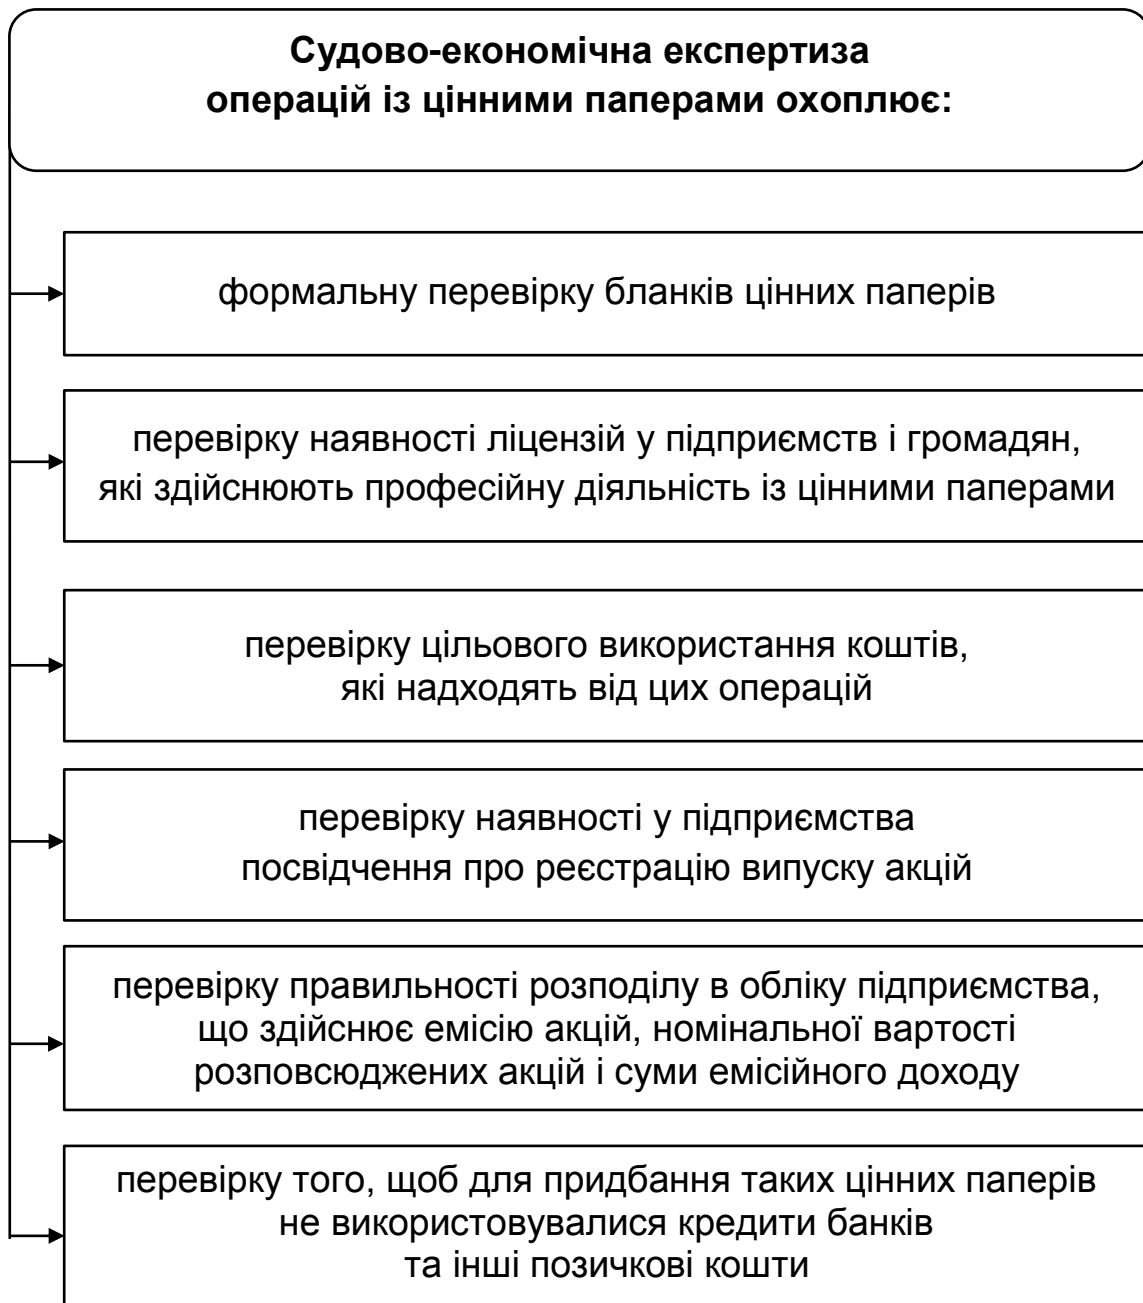 Судово-економічна експертиза
операцій із цінними паперами охоплює:
формальну перевірку бланків цінних паперів
перевірку наявності ліцензій у підприємств і громадян,
які здійснюють професійну діяльність із цінними паперами
перевірку цільового використання коштів,
які надходять від цих операцій
перевірку наявності у підприємства
посвідчення про реєстрацію випуску акцій
перевірку правильності розподілу в обліку підприємства,
що здійснює емісію акцій, номінальної вартості
розповсюджених акцій і суми емісійного доходу
перевірку того, щоб для придбання таких цінних паперів
не використовувалися кредити банків
та інші позичкові кошти